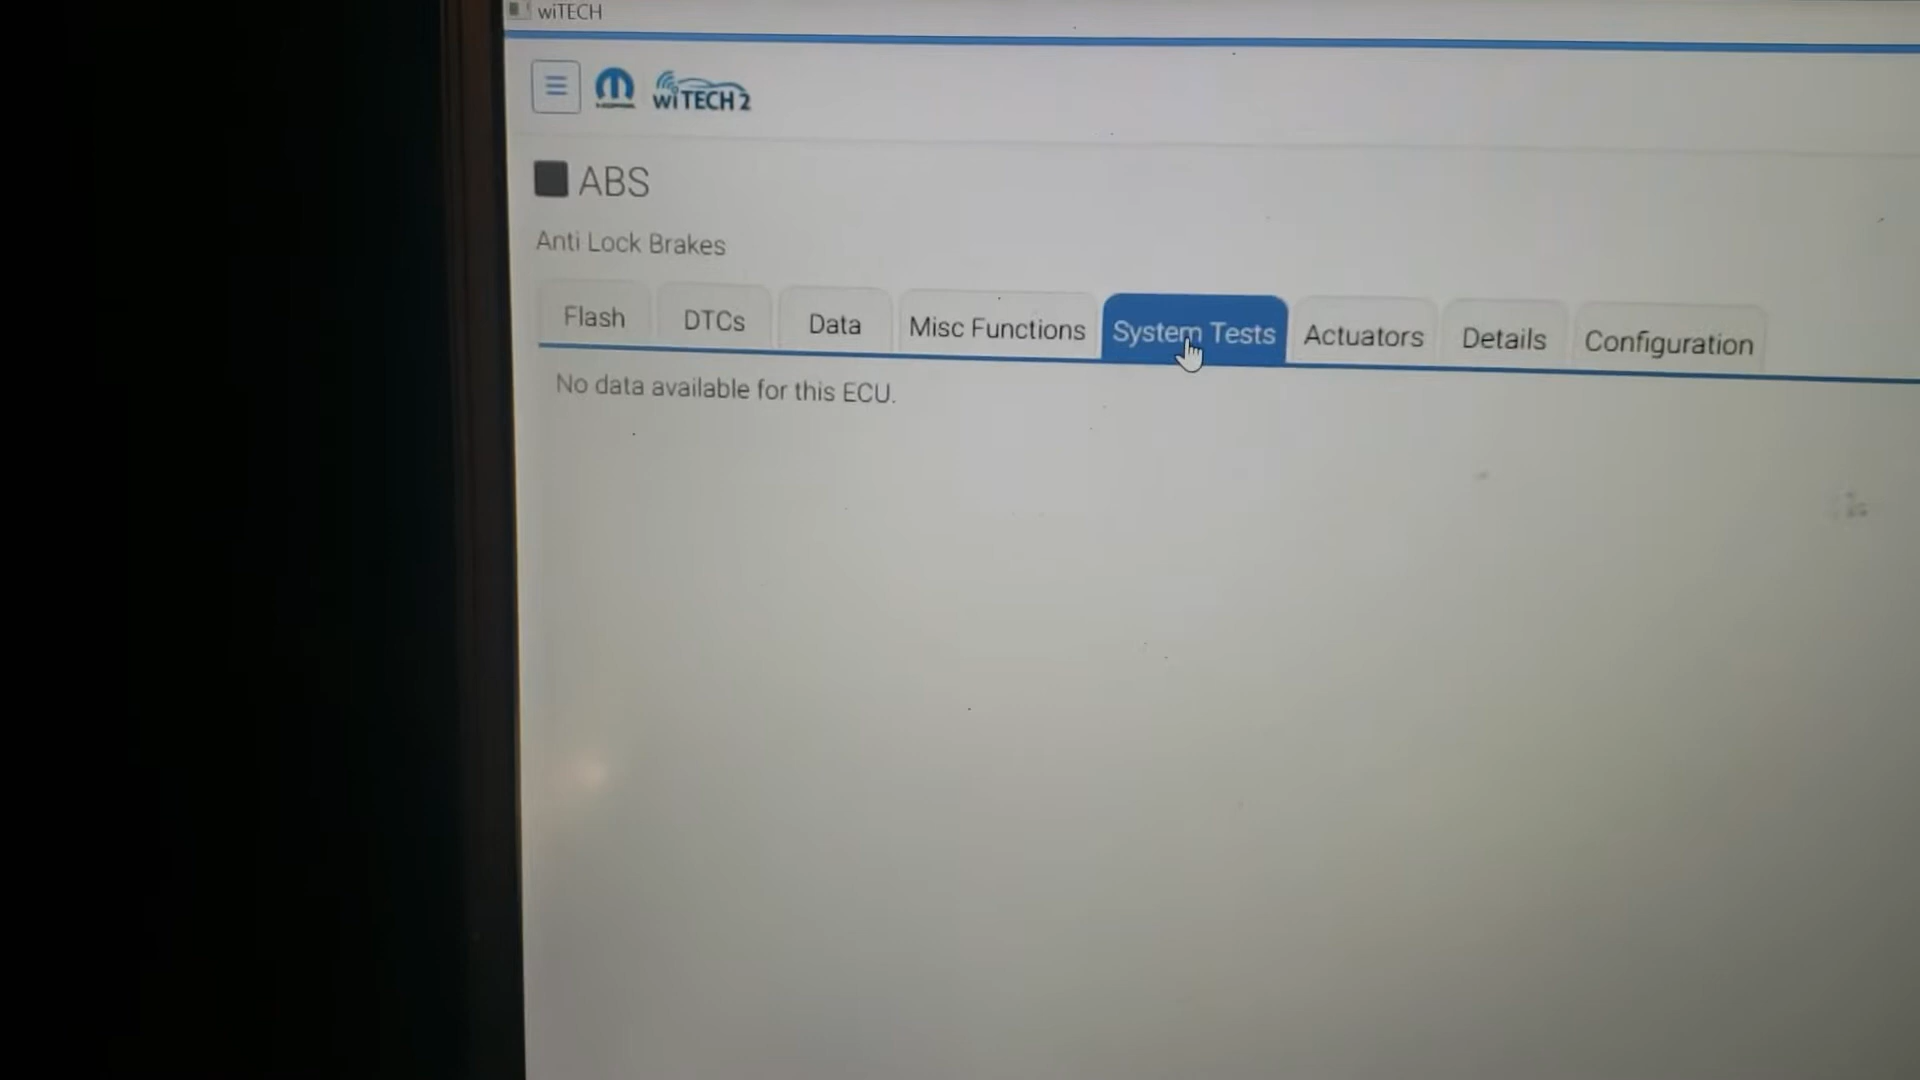 wiTECH
wiTECH 2
ABS
Anti Lock Brakes
Flash DTCs Data Misc Functions System Tests Actuators Details Configuration
No data available for this ECU.